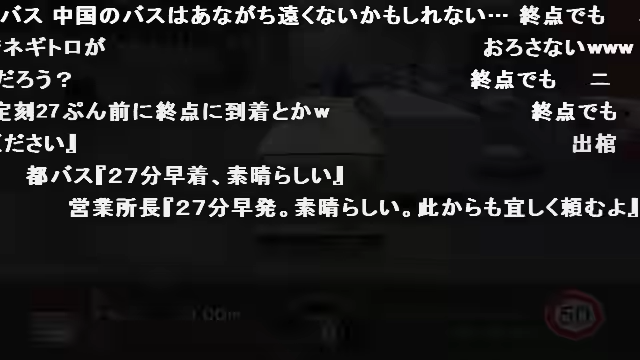 バス 中国のバスはあながち遠くないかもしれない… 終点でも
ネギトロが おろさないwww
だろう？ 終点でも 二
定刻27ぷん前に終点に到着とかw 終点でも
ください』 出棺
都バス『27分早着、素晴らしい』
営業所長『27分早発。素晴らしい。此からも宜しく頼むよ』
50